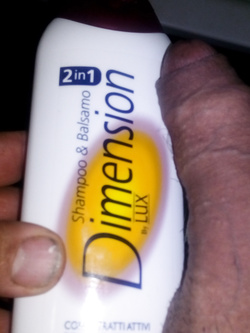 2in1
Shampoo & Balsamo
Dimension
BY LUX